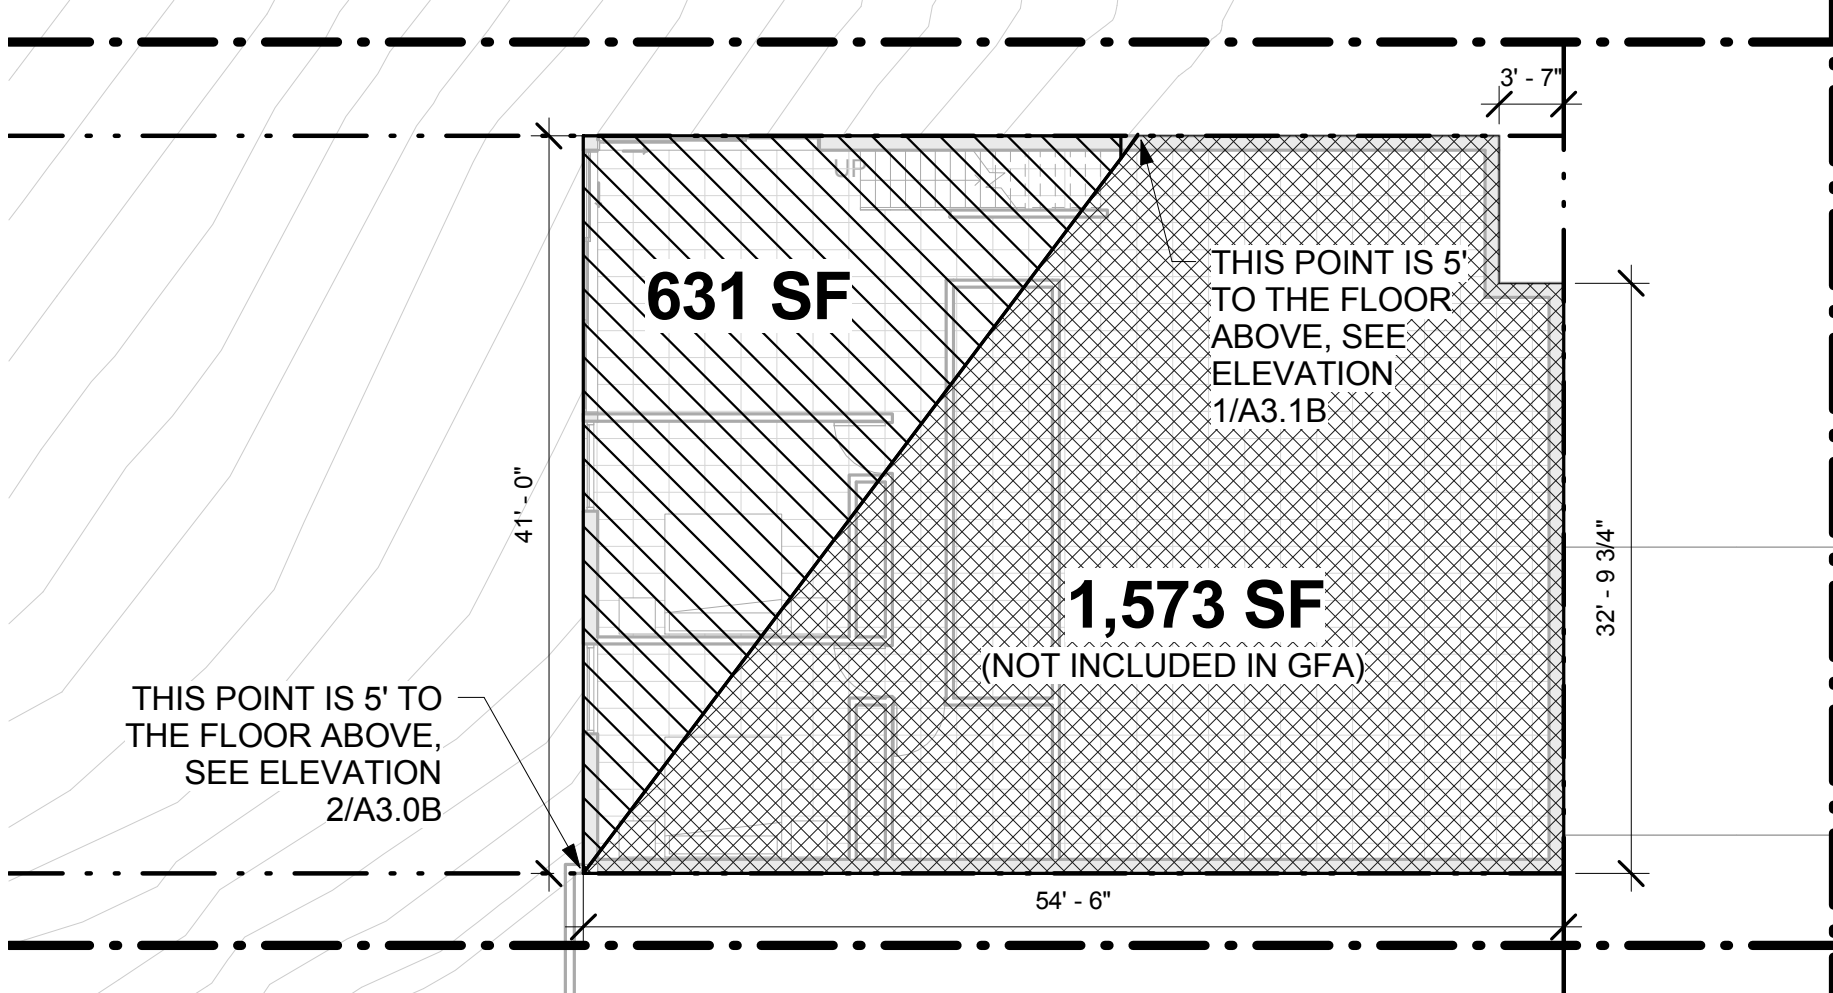 3' - 7"
UP
631 SF
THIS POINT IS 5'
TO THE FLOOR
ABOVE, SEE
ELEVATION
1/A3.1B
41' - 0"
32' - 9 3/4"
1,573 SF
(NOT INCLUDED IN GFA)
THIS POINT IS 5' TO
THE FLOOR ABOVE,
SEE ELEVATION
2/A3.0B
54' - 6"